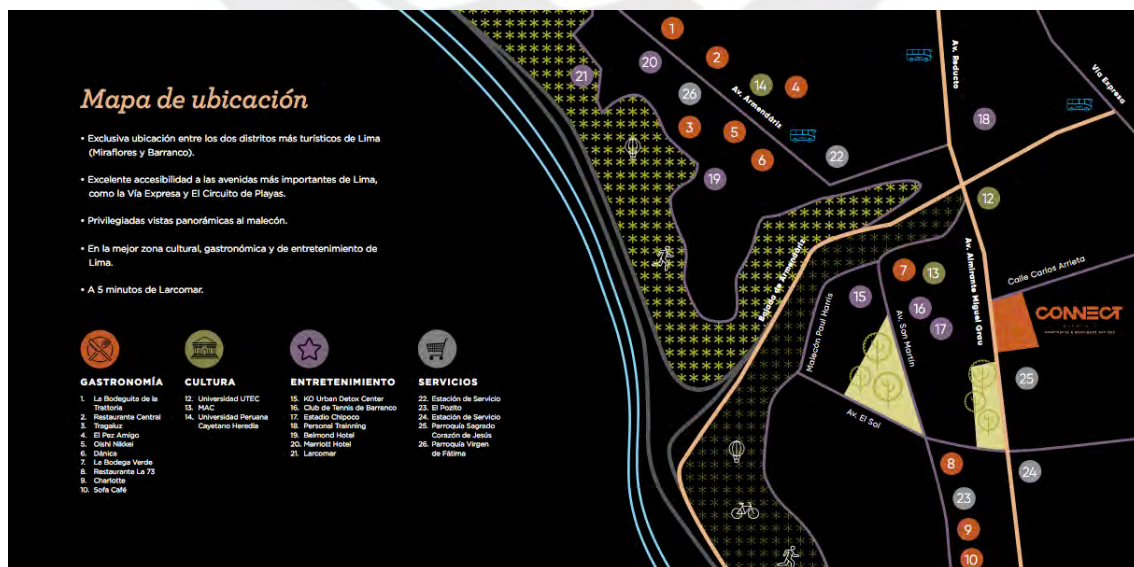 Mapa de ubicación
• Exclusiva ubicación entre los dos distritos más turísticos de Lima
(Miraflores y Barranco).
• Excelente accesibilidad a las avenidas más importantes de Lima,
como la Vía Expresa y El Circuito de Playas.
• Privilegiadas vistas panorámicas al malecón.
• En la mejor zona cultural, gastronómica y de entretenimiento de
Lima.
• A 5 minutos de Larcomar.
GASTRONOMÍA
1. La Bodeguita de la
Trattoria
2. Restaurante Central
3. Tragaluz
4. El Pez Amigo
5. Oishi Nikkei
6. Dánica
7. La Bodega Verde
8. Restaurante La 73
9. Charlotte
10. Sofa Café
CULTURA
12. Universidad UTEC
13. MAC
14. Universidad Peruana
Cayetano Heredia
ENTRETENIMIENTO
15. KO Urban Detox Center
16. Club de Tennis de Barranco
17. Estadio Chipoco
18. Personal Trainning
19. Belmond Hotel
20. Marriott Hotel
21. Larcomar
SERVICIOS
22. Estación de Servicio
23. El Pozito
24. Estación de Servicio
25. Parroquia Sagrado
Corazón de Jesús
26. Parroquia Virgen
de Fátima
1
2
20
21
26
14
4
Av. Armendáriz
3
5
6
22
19
Av. Reducto
Vía Expresa
18
12
Bajada de Armendáriz
7
13
15
16
17
Malecón Paul Harris
Av. San Martín
Av. Almirante Miguel Grau
Calle Carlos Arrieta
CONNECT
25
Av. El Sol
8
24
23
9
10